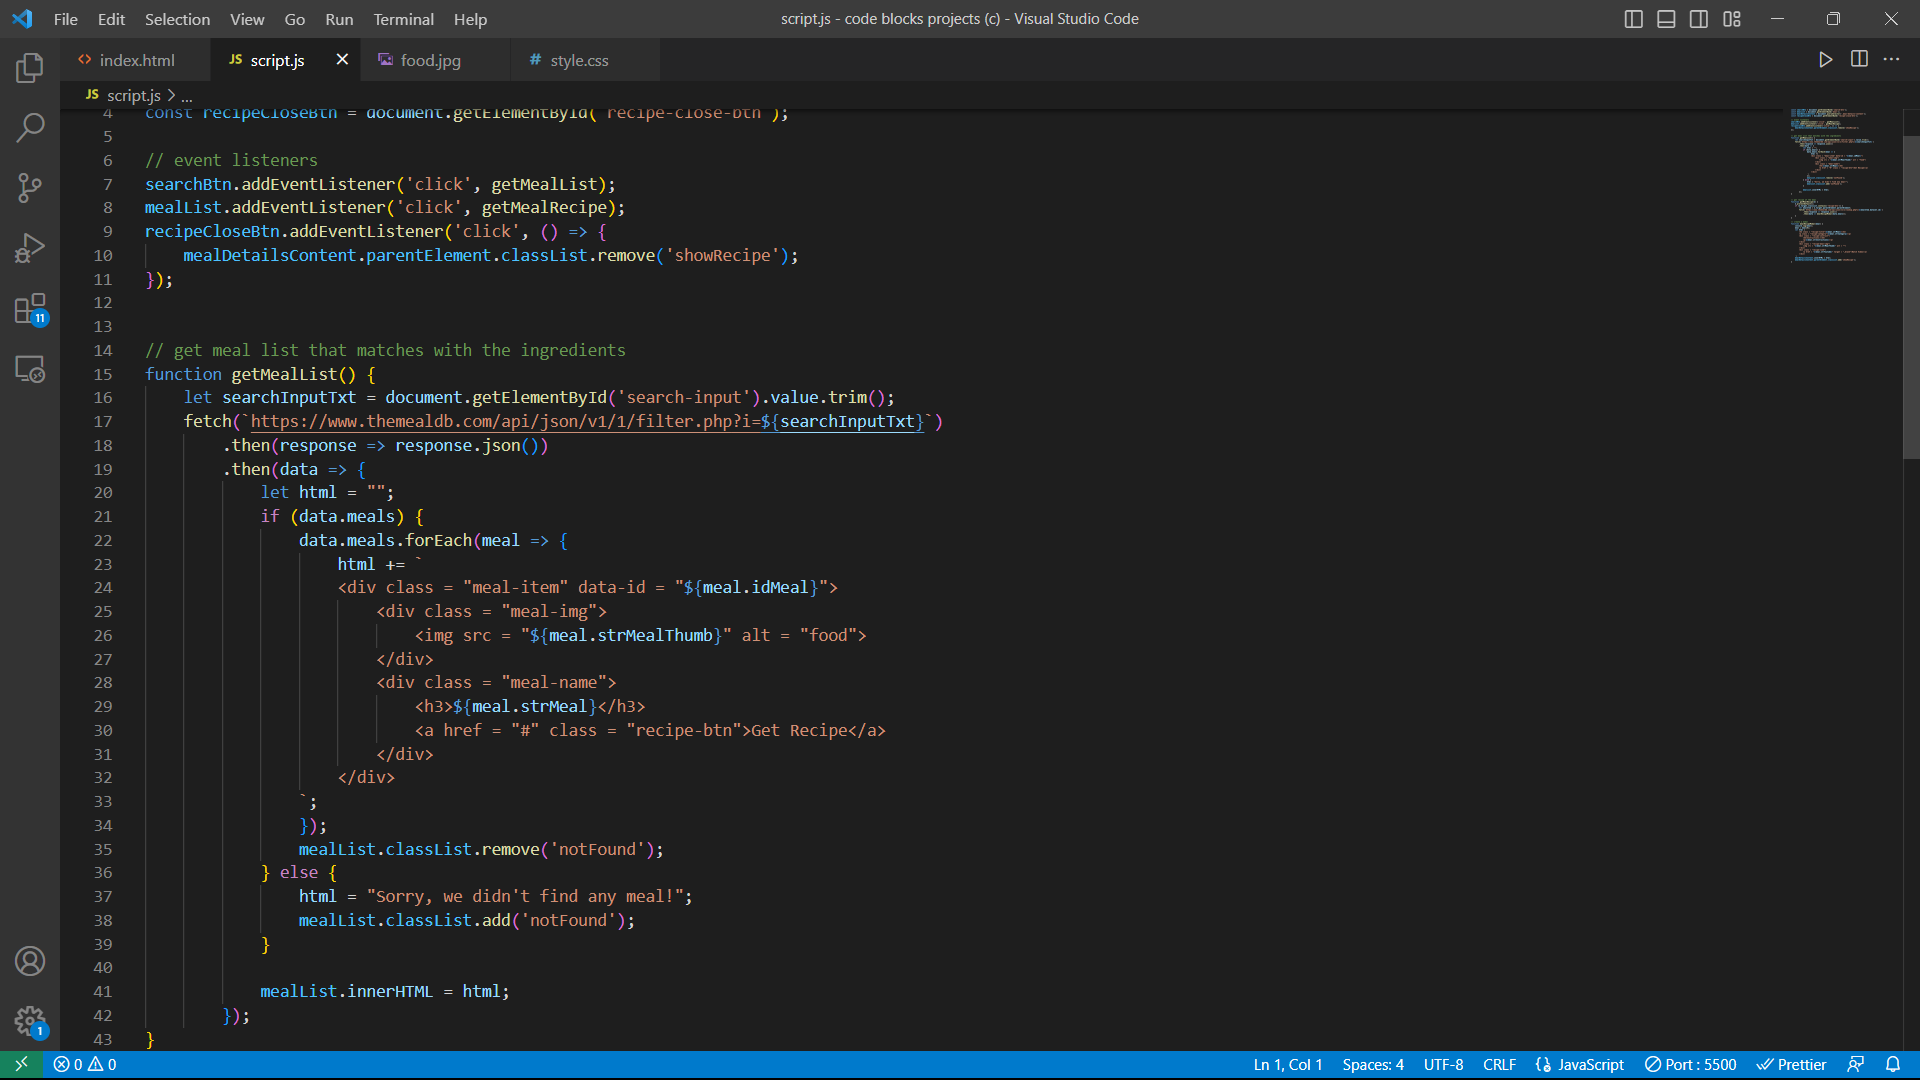 File Edit Selection View Go Run Terminal Help script.js - code blocks projects (c) - Visual Studio Code
index.html JS script.js food.jpg # style.css
JS script.js > ...
4 const recipeCloseBtn = document.getElementById('recipe-close-btn');
5
6 // event listeners
7 searchBtn.addEventListener('click', getMealList);
8 mealList.addEventListener('click', getMealRecipe);
9 recipeCloseBtn.addEventListener('click', () => {
10 mealDetailsContent.parentElement.classList.remove('showRecipe');
11 });
12
13
14 // get meal list that matches with the ingredients
15 function getMealList() {
16 let searchInputTxt = document.getElementById('search-input').value.trim();
17 fetch(`https://www.themealdb.com/api/json/v1/1/filter.php?i=${searchInputTxt}`)
18 .then(response => response.json())
19 .then(data => {
20 let html = "";
21 if (data.meals) {
22 data.meals.forEach(meal => {
23 html += `
24 <div class = "meal-item" data-id = "${meal.idMeal}">
25 <div class = "meal-img">
26 <img src = "${meal.strMealThumb}" alt = "food">
27 </div>
28 <div class = "meal-name">
29 <h3>${meal.strMeal}</h3>
30 <a href = "#" class = "recipe-btn">Get Recipe</a>
31 </div>
32 </div>
33 `;
34 });
35 mealList.classList.remove('notFound');
36 } else {
37 html = "Sorry, we didn't find any meal!";
38 mealList.classList.add('notFound');
39 }
40
41 mealList.innerHTML = html;
42 });
43 }
11
1
0 0 Ln 1, Col 1 Spaces: 4 UTF-8 CRLF {} JavaScript Port : 5500 Prettier